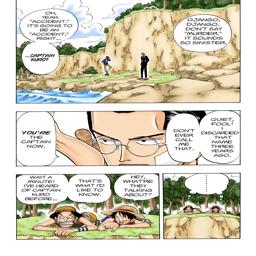 OH,
YEAH.
"ACCIDENT."
IT'S GOING TO
BE AN
"ACCIDENT,"
RIGHT...
...CAPTAIN
KURO?
DJANGO,
DJANGO,
DON'T SAY
"MURDER."
IT SOUNDS
SO SINISTER.
QUIET,
FOOL!
I
DISCARDED
THAT
NAME
THREE
YEARS
AGO.
DON'T
EVER
CALL
ME
THAT.
YOU'RE
THE
CAPTAIN
NOW.
HEY,
WHAT'RE
THEY
TALKING
ABOUT?
THAT'S
WHAT I'D
LIKE TO
KNOW.
WAIT A
MINUTE!
I'VE HEARD
OF CAPTAIN
KURO
BEFORE...